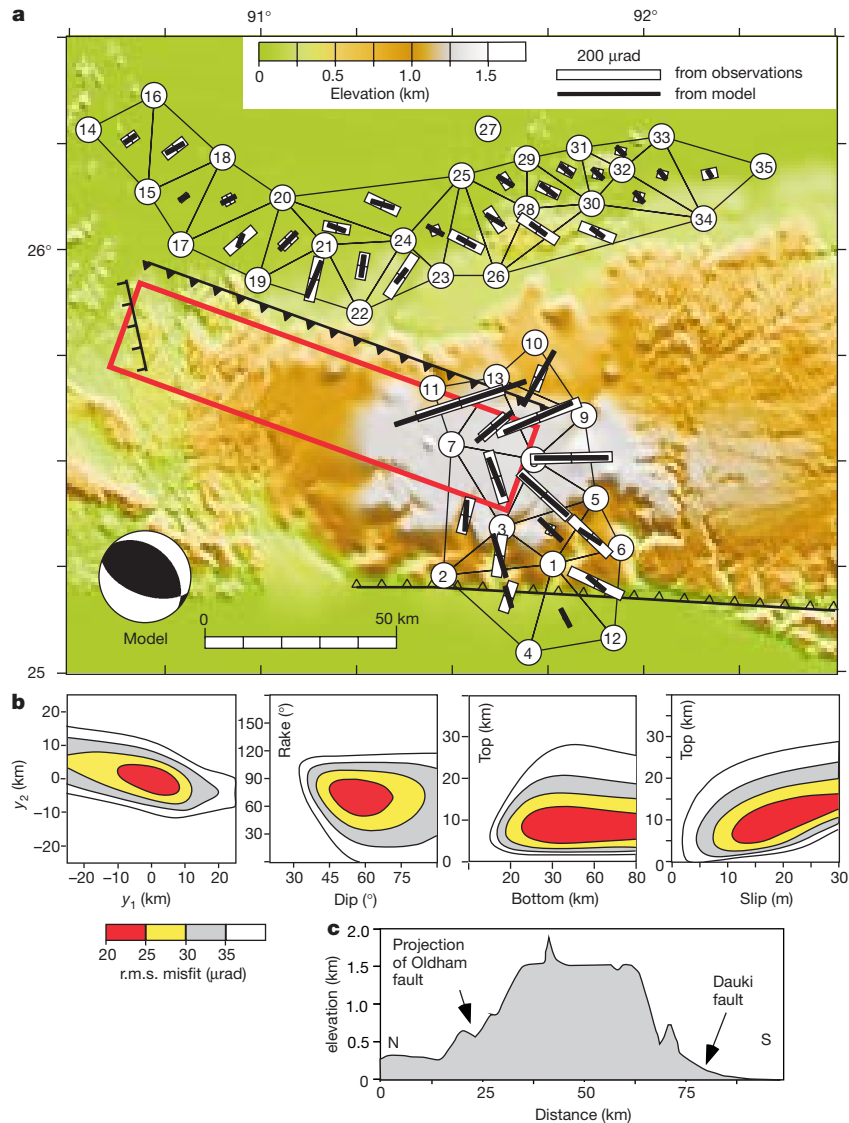 a
91° 92°
200 µrad
from observations
from model
0 0.5 1.0 1.5
Elevation (km)
16
14
27
33
31
29
18
32
35
15
25
20
30
28
34
17
21
24
26°
19
23
26
22
10
13
11
9
7
5
3
6
1
2
12
4
Model
0 50 km
25
b
20
10
0
−10
−20
y2 (km)
−20 −10 0 10 20
y1 (km)
150
120
90
60
30
Rake (°)
30 45 60 75 90
Dip (°)
30
20
10
0
Top (km)
20 40 60 80
Bottom (km)
30
20
10
0
Top (km)
0 10 20 30
Slip (m)
20 25 30 35
r.m.s. misfit (µrad)
c
2.0
1.5
1.0
0.5
0
elevation (km)
Projection
of Oldham
fault
Dauki
fault
N S
0 25 50 75
Distance (km)